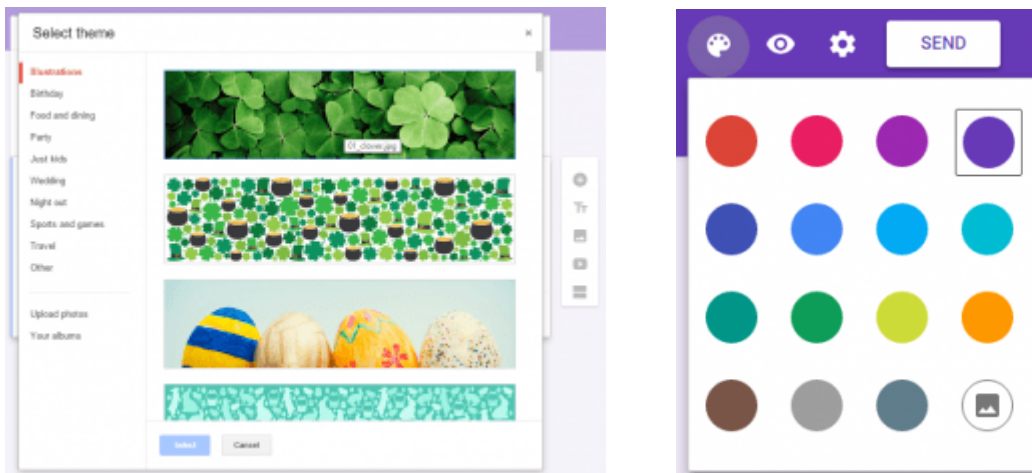 Select theme
Illustrations
Birthday
Food and dining
Party
Just kids
Wedding
Night out
Sports and games
Travel
Other
Upload photos
Your albums
01_clover.jpg
Select
Cancel
Tт
SEND